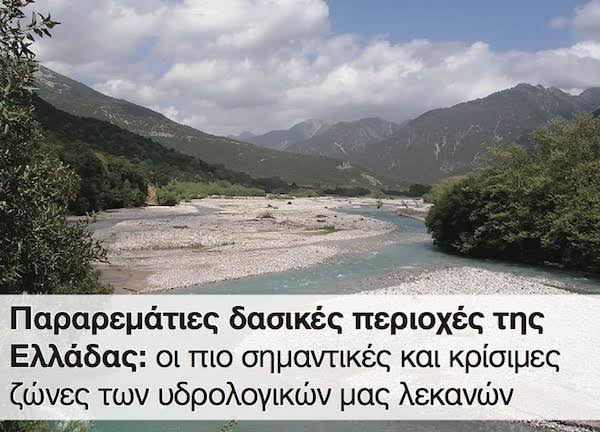 Παραρεμάτιες δασικές περιοχές της
Ελλάδας: οι πιο σημαντικές και κρίσιμες
ζώνες των υδρολογικών μας λεκανών